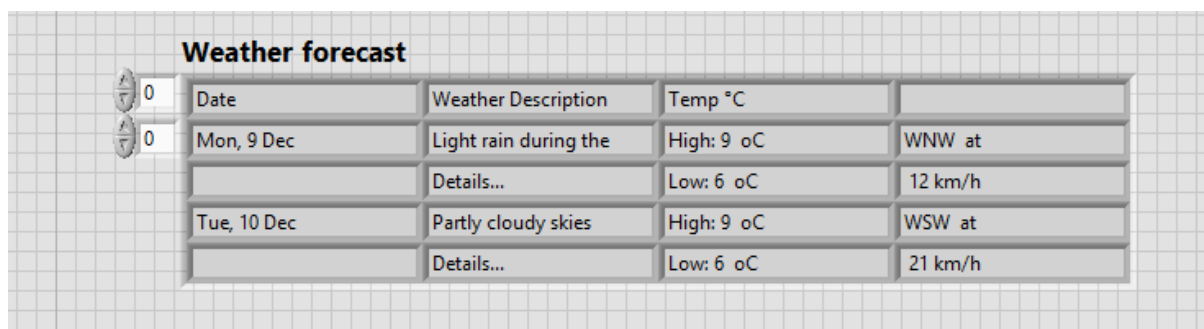 Weather forecast
0 Date Weather Description Temp °C
0 Mon, 9 Dec Light rain during the High: 9 oC WNW at
Details... Low: 6 oC 12 km/h
Tue, 10 Dec Partly cloudy skies High: 9 oC WSW at
Details... Low: 6 oC 21 km/h